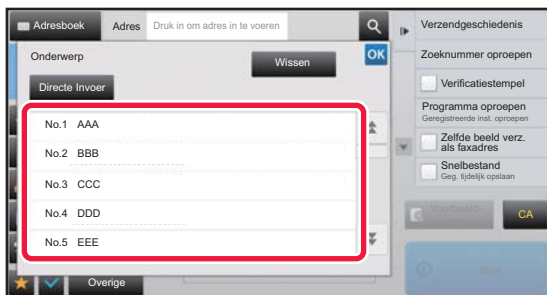 Adresboek Adres Druk in om adres in te voeren
Onderwerp Wissen OK
Directe Invoer
No.1 AAA
No.2 BBB
No.3 CCC
No.4 DDD
No.5 EEE
Overige
Verzendgeschiedenis
Zoeknummer oproepen
Verificatiestempel
Programma oproepen
Geregistreerde inst. oproepen
Zelfde beeld verz.
als faxadres
Snelbestand
Geg. tijdelijk opslaan
Voorbeeld CA
Start